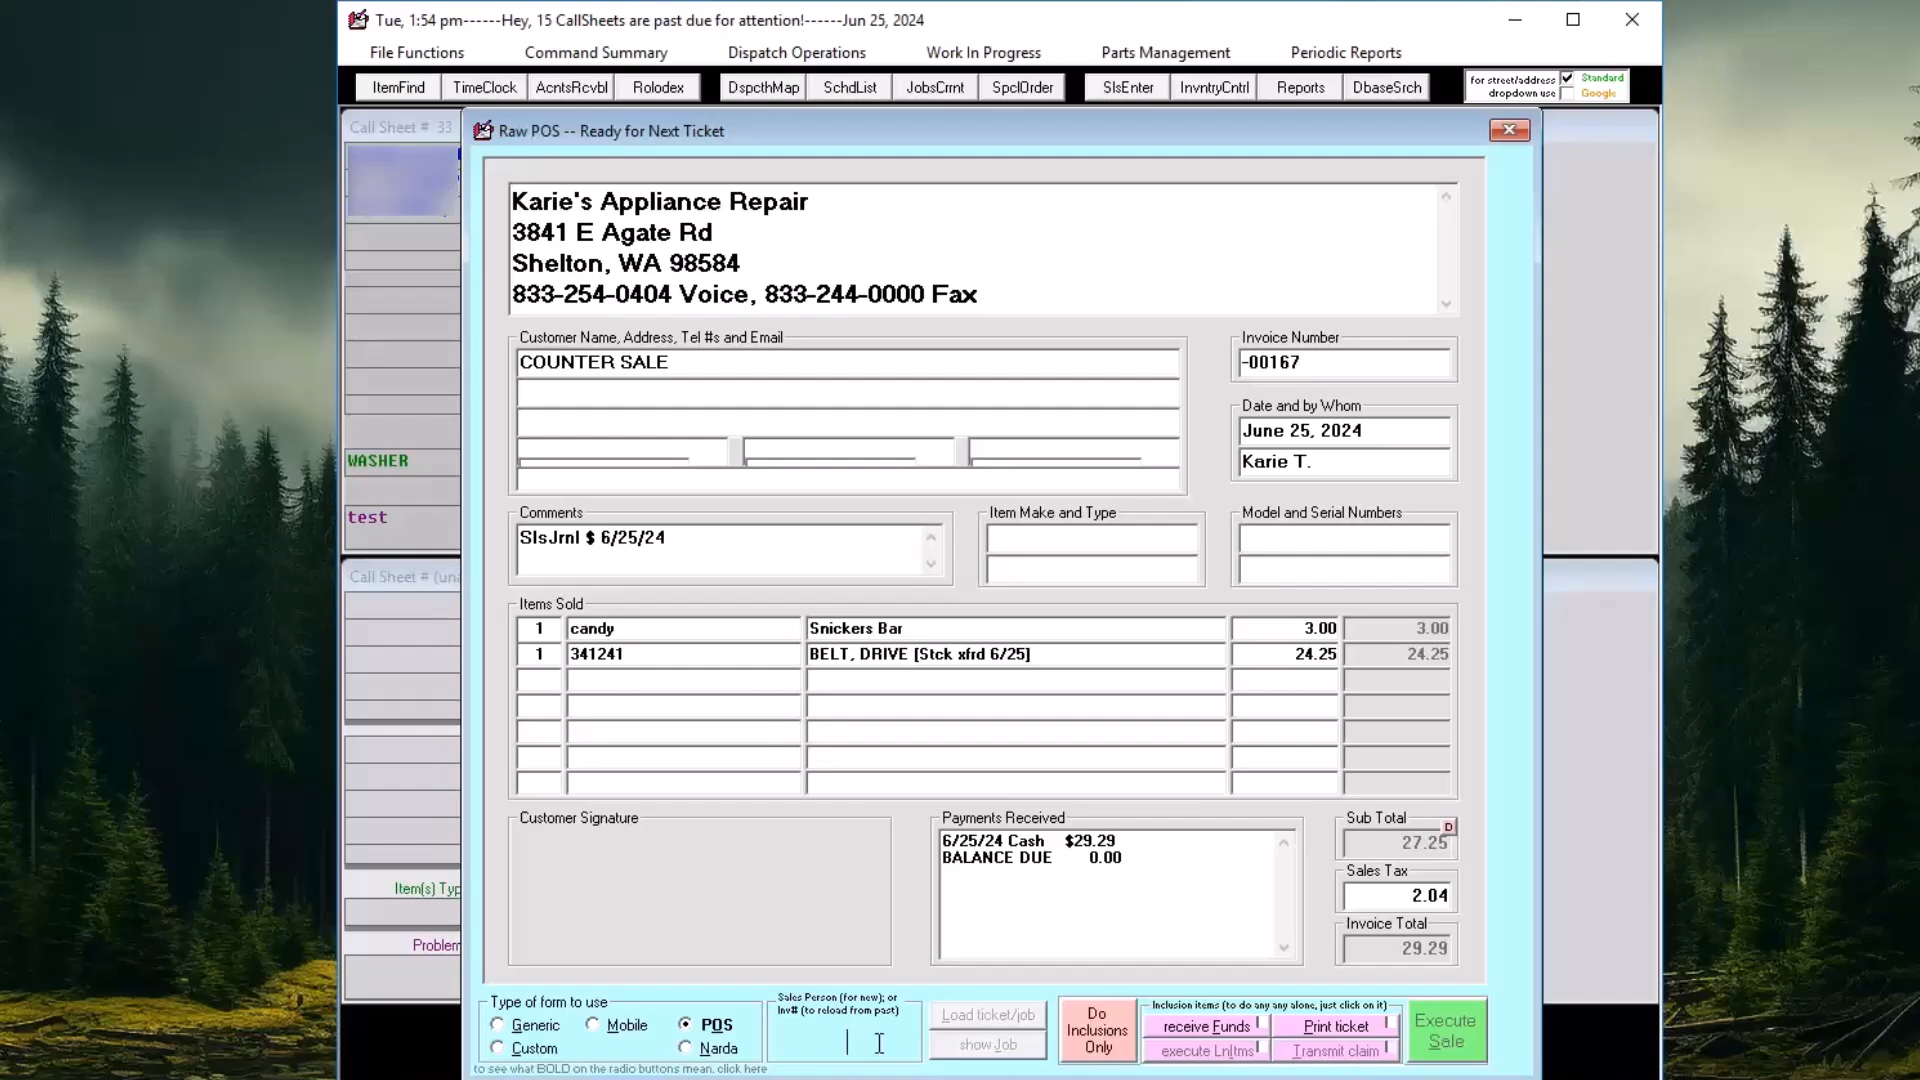 Tue, 1:54 pm------Hey, 15 CallSheets are past due for attention!------Jun 25, 2024
File Functions Command Summary Dispatch Operations Work In Progress Parts Management Periodic Reports
ItemFind TimeClock AcntsRcvbl Rolodex DspcthMap SchdList JobsCrrnt SpclOrder SlsEnter InvntryCntrl Reports DbaseSrch
for street/address dropdown use Standard Google
Call Sheet # 33
Raw POS -- Ready for Next Ticket
Karie's Appliance Repair
3841 E Agate Rd
Shelton, WA 98584
833-254-0404 Voice, 833-244-0000 Fax
Customer Name, Address, Tel #s and Email
COUNTER SALE
Invoice Number
-00167
Date and by Whom
June 25, 2024
Karie T.
WASHER
test
Comments
SlsJrnl $ 6/25/24
Item Make and Type
Model and Serial Numbers
Call Sheet # (una
Items Sold
1 candy Snickers Bar 3.00 3.00
1 341241 BELT, DRIVE [Stck xfrd 6/25] 24.25 24.25
Customer Signature
Payments Received
6/25/24 Cash $29.29
BALANCE DUE 0.00
Sub Total
D
27.25
Sales Tax
2.04
Invoice Total
29.29
Item(s) Typ
Problem
Type of form to use
Generic Mobile POS
Custom Narda
to see what BOLD on the radio buttons mean, click here
Sales Person (for new); or
Inv# (to reload from past)
Load ticket/job
show Job
Do Inclusions Only
Inclusion items (to do any any alone, just click on it)
receive Funds Print ticket
execute LnItms Transmit claim
Execute Sale